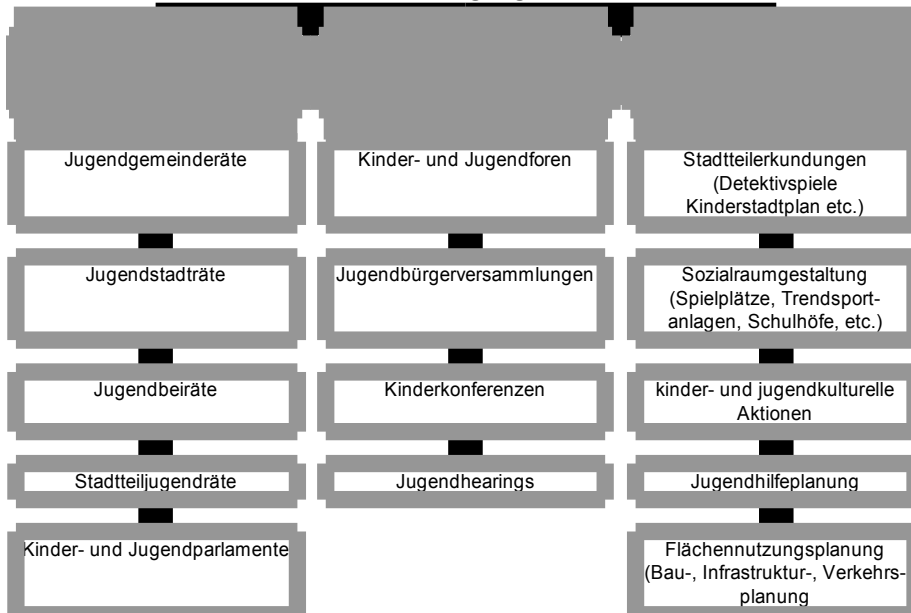 Jugendgemeinderäte
Jugendstadträte
Jugendbeiräte
Stadtteiljugendräte
Kinder- und Jugendparlamente
Kinder- und Jugendforen
Jugendbürgerversammlungen
Kinderkonferenzen
Jugendhearings
Stadtteilerkundungen
(Detektivspiele
Kinderstadtplan etc.)
Sozialraumgestaltung
(Spielplätze, Trendsport-
anlagen, Schulhöfe, etc.)
kinder- und jugendkulturelle
Aktionen
Jugendhilfeplanung
Flächennutzungsplanung
(Bau-, Infrastruktur-, Verkehrs-
planung